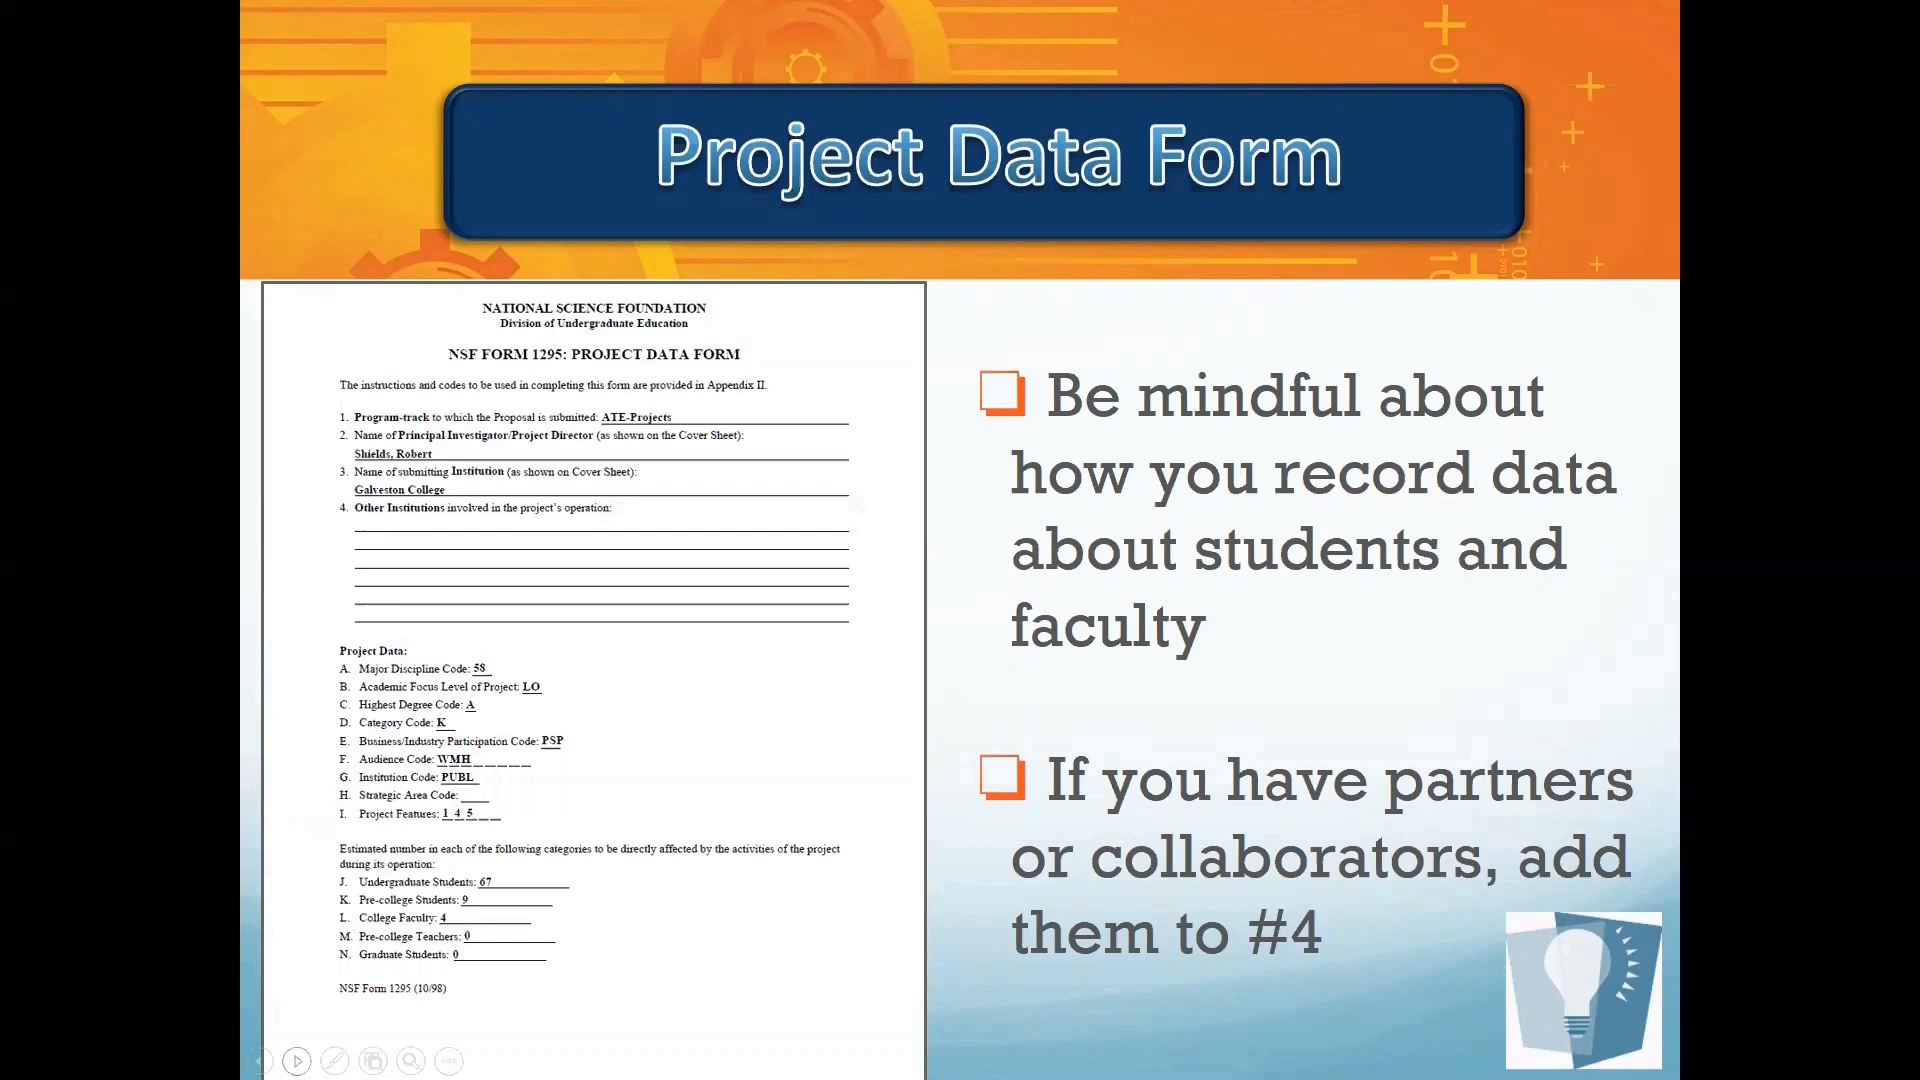 Project Data Form
NATIONAL SCIENCE FOUNDATION
Division of Undergraduate Education
NSF FORM 1295: PROJECT DATA FORM
The instructions and codes to be used in completing this form are provided in Appendix II.
1. Program-track to which the Proposal is submitted: ATE-Projects
2. Name of Principal Investigator/Project Director (as shown on the Cover Sheet):
Shields, Robert
3. Name of submitting Institution (as shown on Cover Sheet):
Galveston College
4. Other Institutions involved in the project's operation:
Project Data:
A. Major Discipline Code: 58
B. Academic Focus Level of Project: LO
C. Highest Degree Code: A
D. Category Code: K
E. Business/Industry Participation Code: PSP
F. Audience Code: WMH
G. Institution Code: PUBL
H. Strategic Area Code:
I. Project Features: 1 4 5
Estimated number in each of the following categories to be directly affected by the activities of the project
during its operation:
J. Undergraduate Students: 67
K. Pre-college Students: 9
L. College Faculty: 4
M. Pre-college Teachers: 0
N. Graduate Students: 0
NSF Form 1295 (10/98)
Be mindful about
how you record data
about students and
faculty
If you have partners
or collaborators, add
them to #4